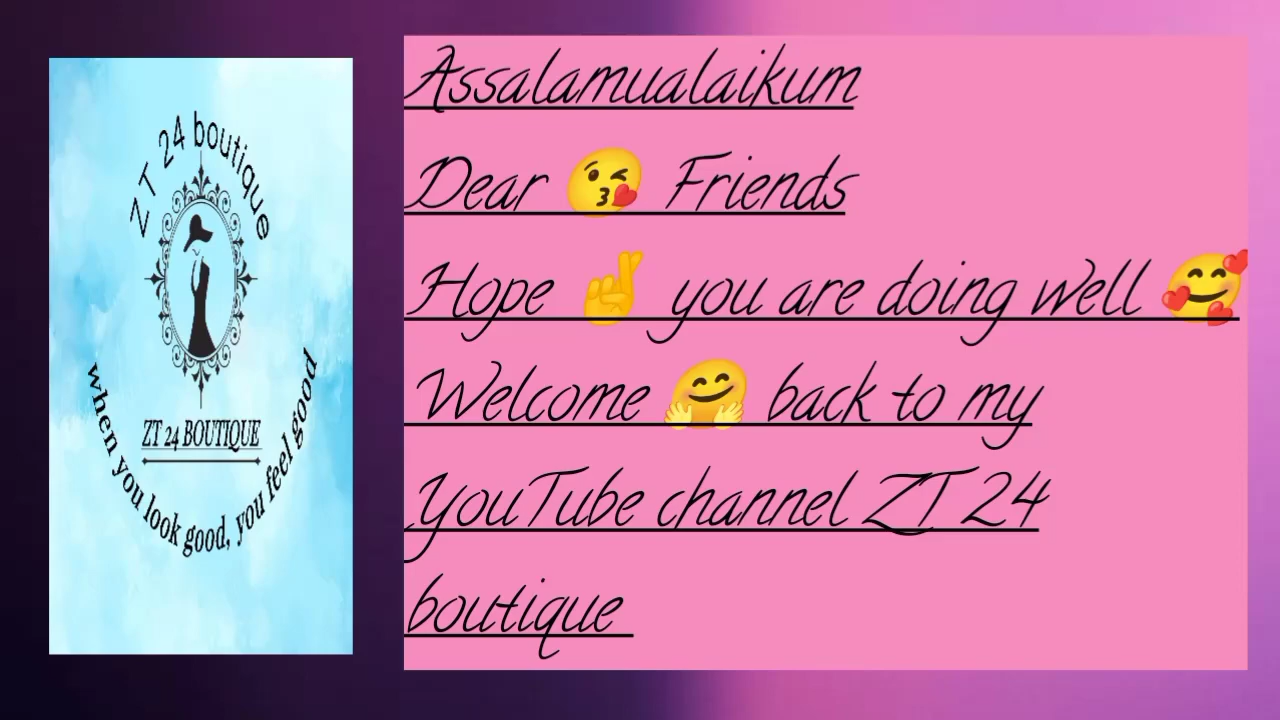 ZT 24 boutique
ZT 24 BOUTIQUE
when you look good, you feel good
Assalamualaikum
Dear 😘 Friends
Hope 🤞 you are doing well 🥰
Welcome 🤗 back to my
YouTube channel ZT 24
boutique